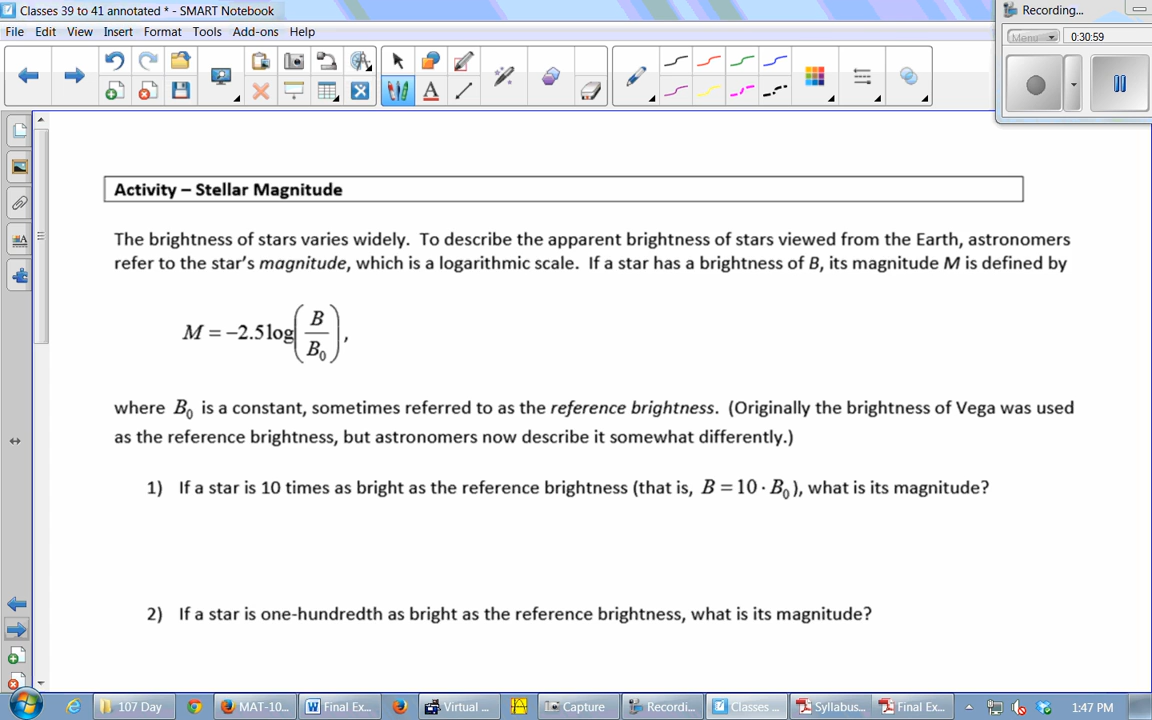 Classes 39 to 41 annotated * - SMART Notebook
Recording...
File Edit View Insert Format Tools Add-ons Help
Menu
0:30:59
Activity – Stellar Magnitude
The brightness of stars varies widely. To describe the apparent brightness of stars viewed from the Earth, astronomers
refer to the star's magnitude, which is a logarithmic scale. If a star has a brightness of B, its magnitude M is defined by
M = −2.5 log(B/B₀),
where B₀ is a constant, sometimes referred to as the reference brightness. (Originally the brightness of Vega was used
as the reference brightness, but astronomers now describe it somewhat differently.)
1) If a star is 10 times as bright as the reference brightness (that is, B = 10 · B₀), what is its magnitude?
2) If a star is one-hundredth as bright as the reference brightness, what is its magnitude?
107 Day MAT-10... Final Ex... Virtual ... Capture Recordi... Classes ... Syllabus... Final Ex... 1:47 PM